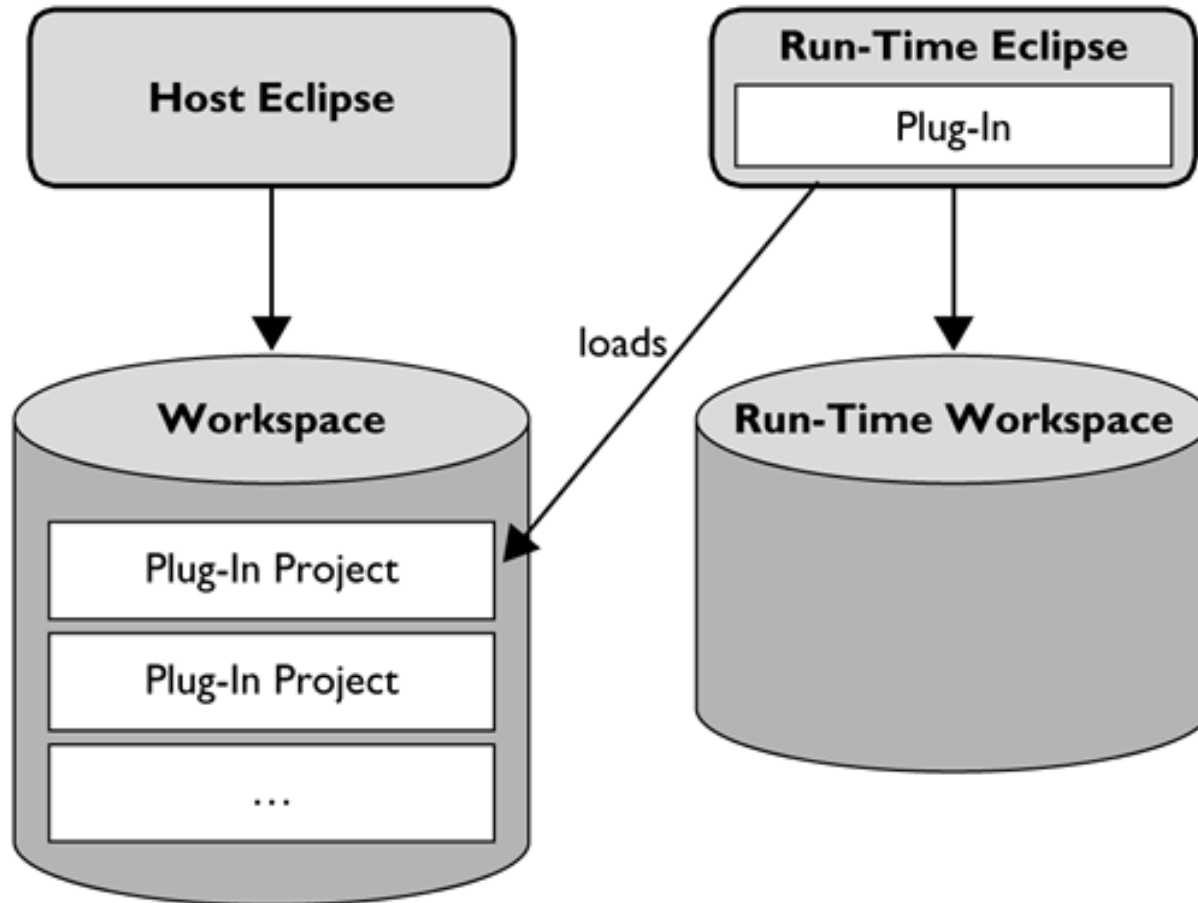 Host Eclipse
Run-Time Eclipse
Plug-In
loads
Workspace
Run-Time Workspace
Plug-In Project
Plug-In Project
...